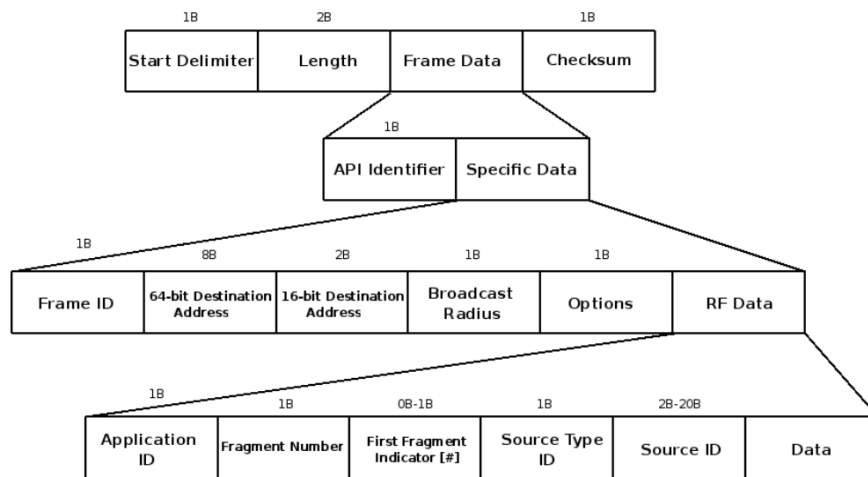 1B 2B 1B
Start Delimiter Length Frame Data Checksum
1B
API Identifier Specific Data
1B 8B 2B 1B 1B
Frame ID 64-bit Destination Address 16-bit Destination Address Broadcast Radius Options RF Data
1B 1B 0B-1B 1B 2B-20B
Application ID Fragment Number First Fragment Indicator [#] Source Type ID Source ID Data